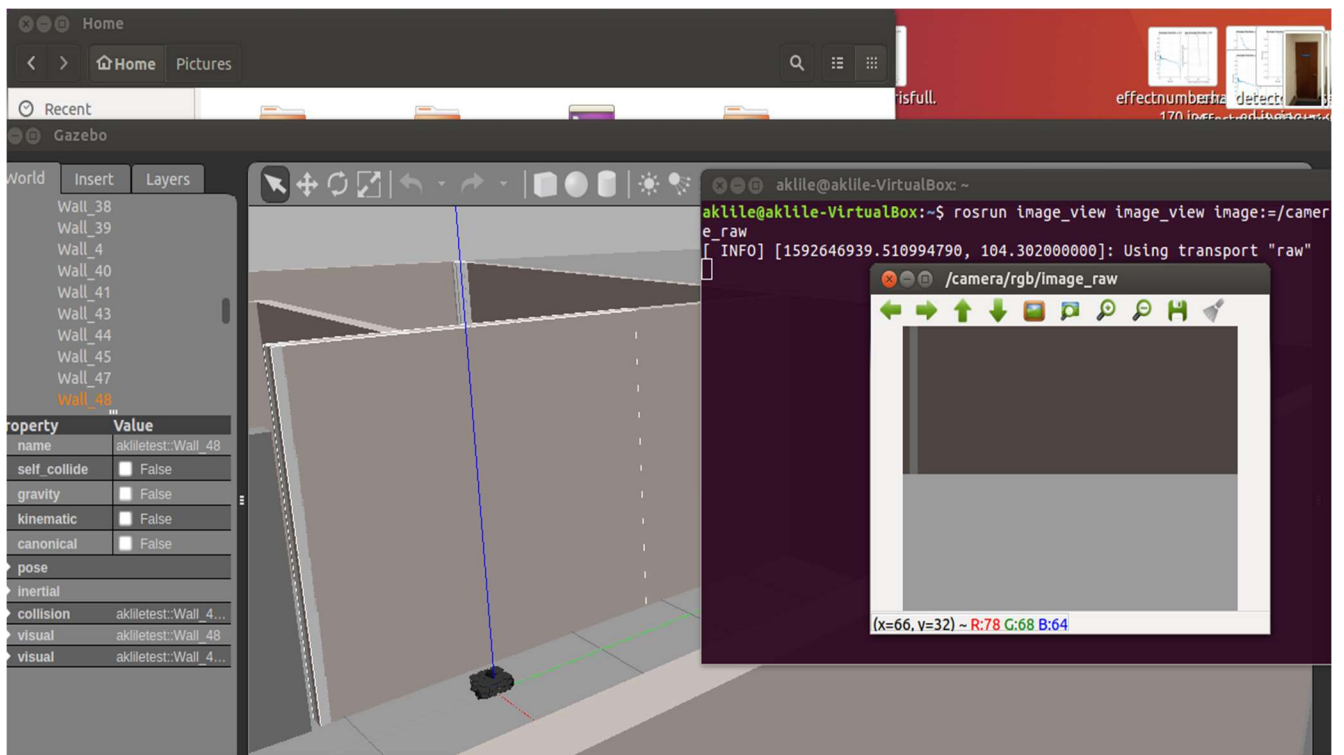 Home
Home Pictures
Recent
risfull.
Gazebo
World Insert Layers
Wall_38
Wall_39
Wall_4
Wall_40
Wall_41
Wall_43
Wall_44
Wall_45
Wall_47
Wall_48
roperty Value
name akliletest::Wall_48
self_collide False
gravity False
kinematic False
canonical False
pose
inertial
collision akliletest::Wall_4...
visual akliletest::Wall_48
visual akliletest::Wall_4...
aklile@aklile-VirtualBox: ~
aklile@aklile-VirtualBox:~$ rosrun image_view image_view image:=/camer
e_raw
[ INFO] [1592646939.510994790, 104.302000000]: Using transport "raw"
/camera/rgb/image_raw
(x=66, y=32) ~ R:78 G:68 B:64